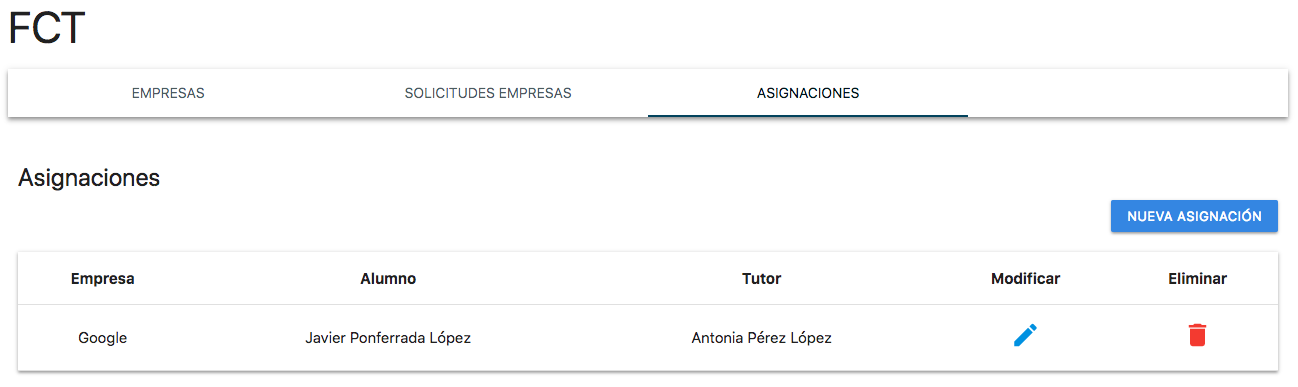 FCT
EMPRESAS SOLICITUDES EMPRESAS ASIGNACIONES
Asignaciones
NUEVA ASIGNACIÓN
Empresa Alumno Tutor Modificar Eliminar
Google Javier Ponferrada López Antonia Pérez López